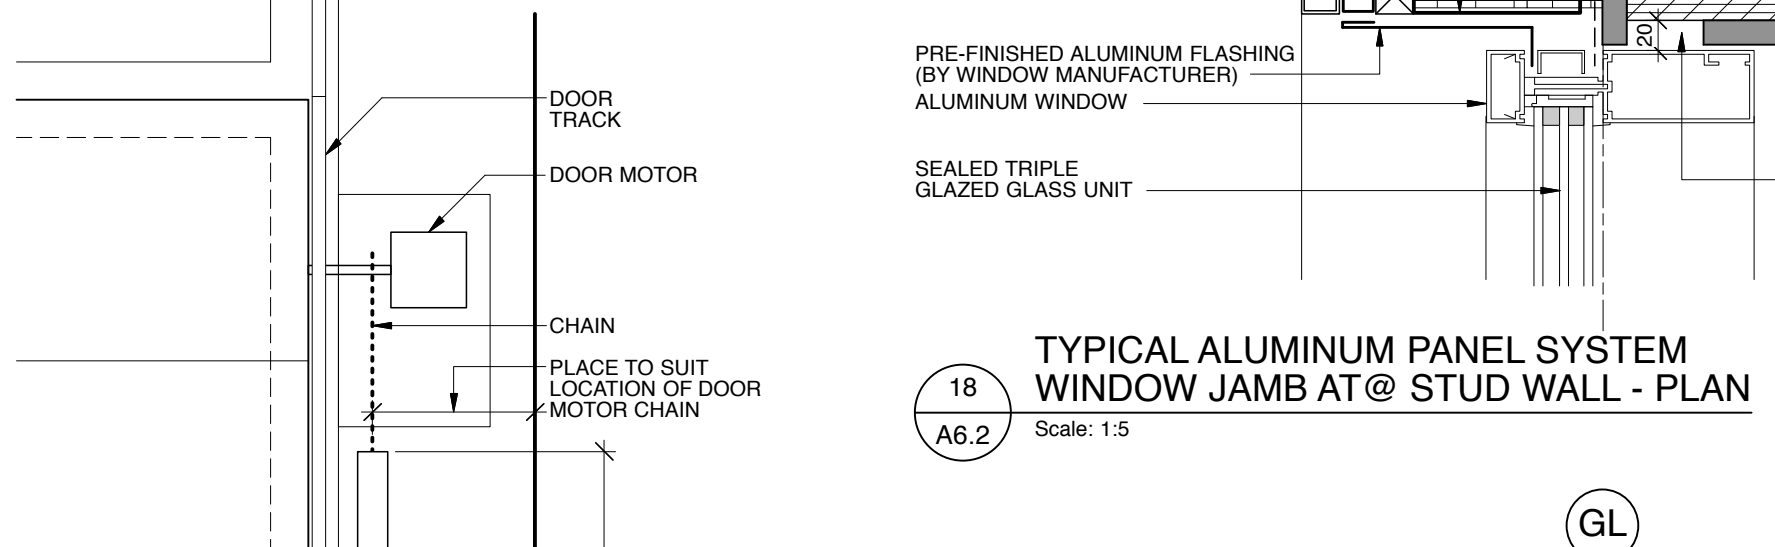 DOOR
TRACK
DOOR MOTOR
CHAIN
PLACE TO SUIT
LOCATION OF DOOR
MOTOR CHAIN
20
PRE-FINISHED ALUMINUM FLASHING
(BY WINDOW MANUFACTURER)
ALUMINUM WINDOW
SEALED TRIPLE
GLAZED GLASS UNIT
18
A6.2
TYPICAL ALUMINUM PANEL SYSTEM
WINDOW JAMB AT@ STUD WALL - PLAN
Scale: 1:5
GL